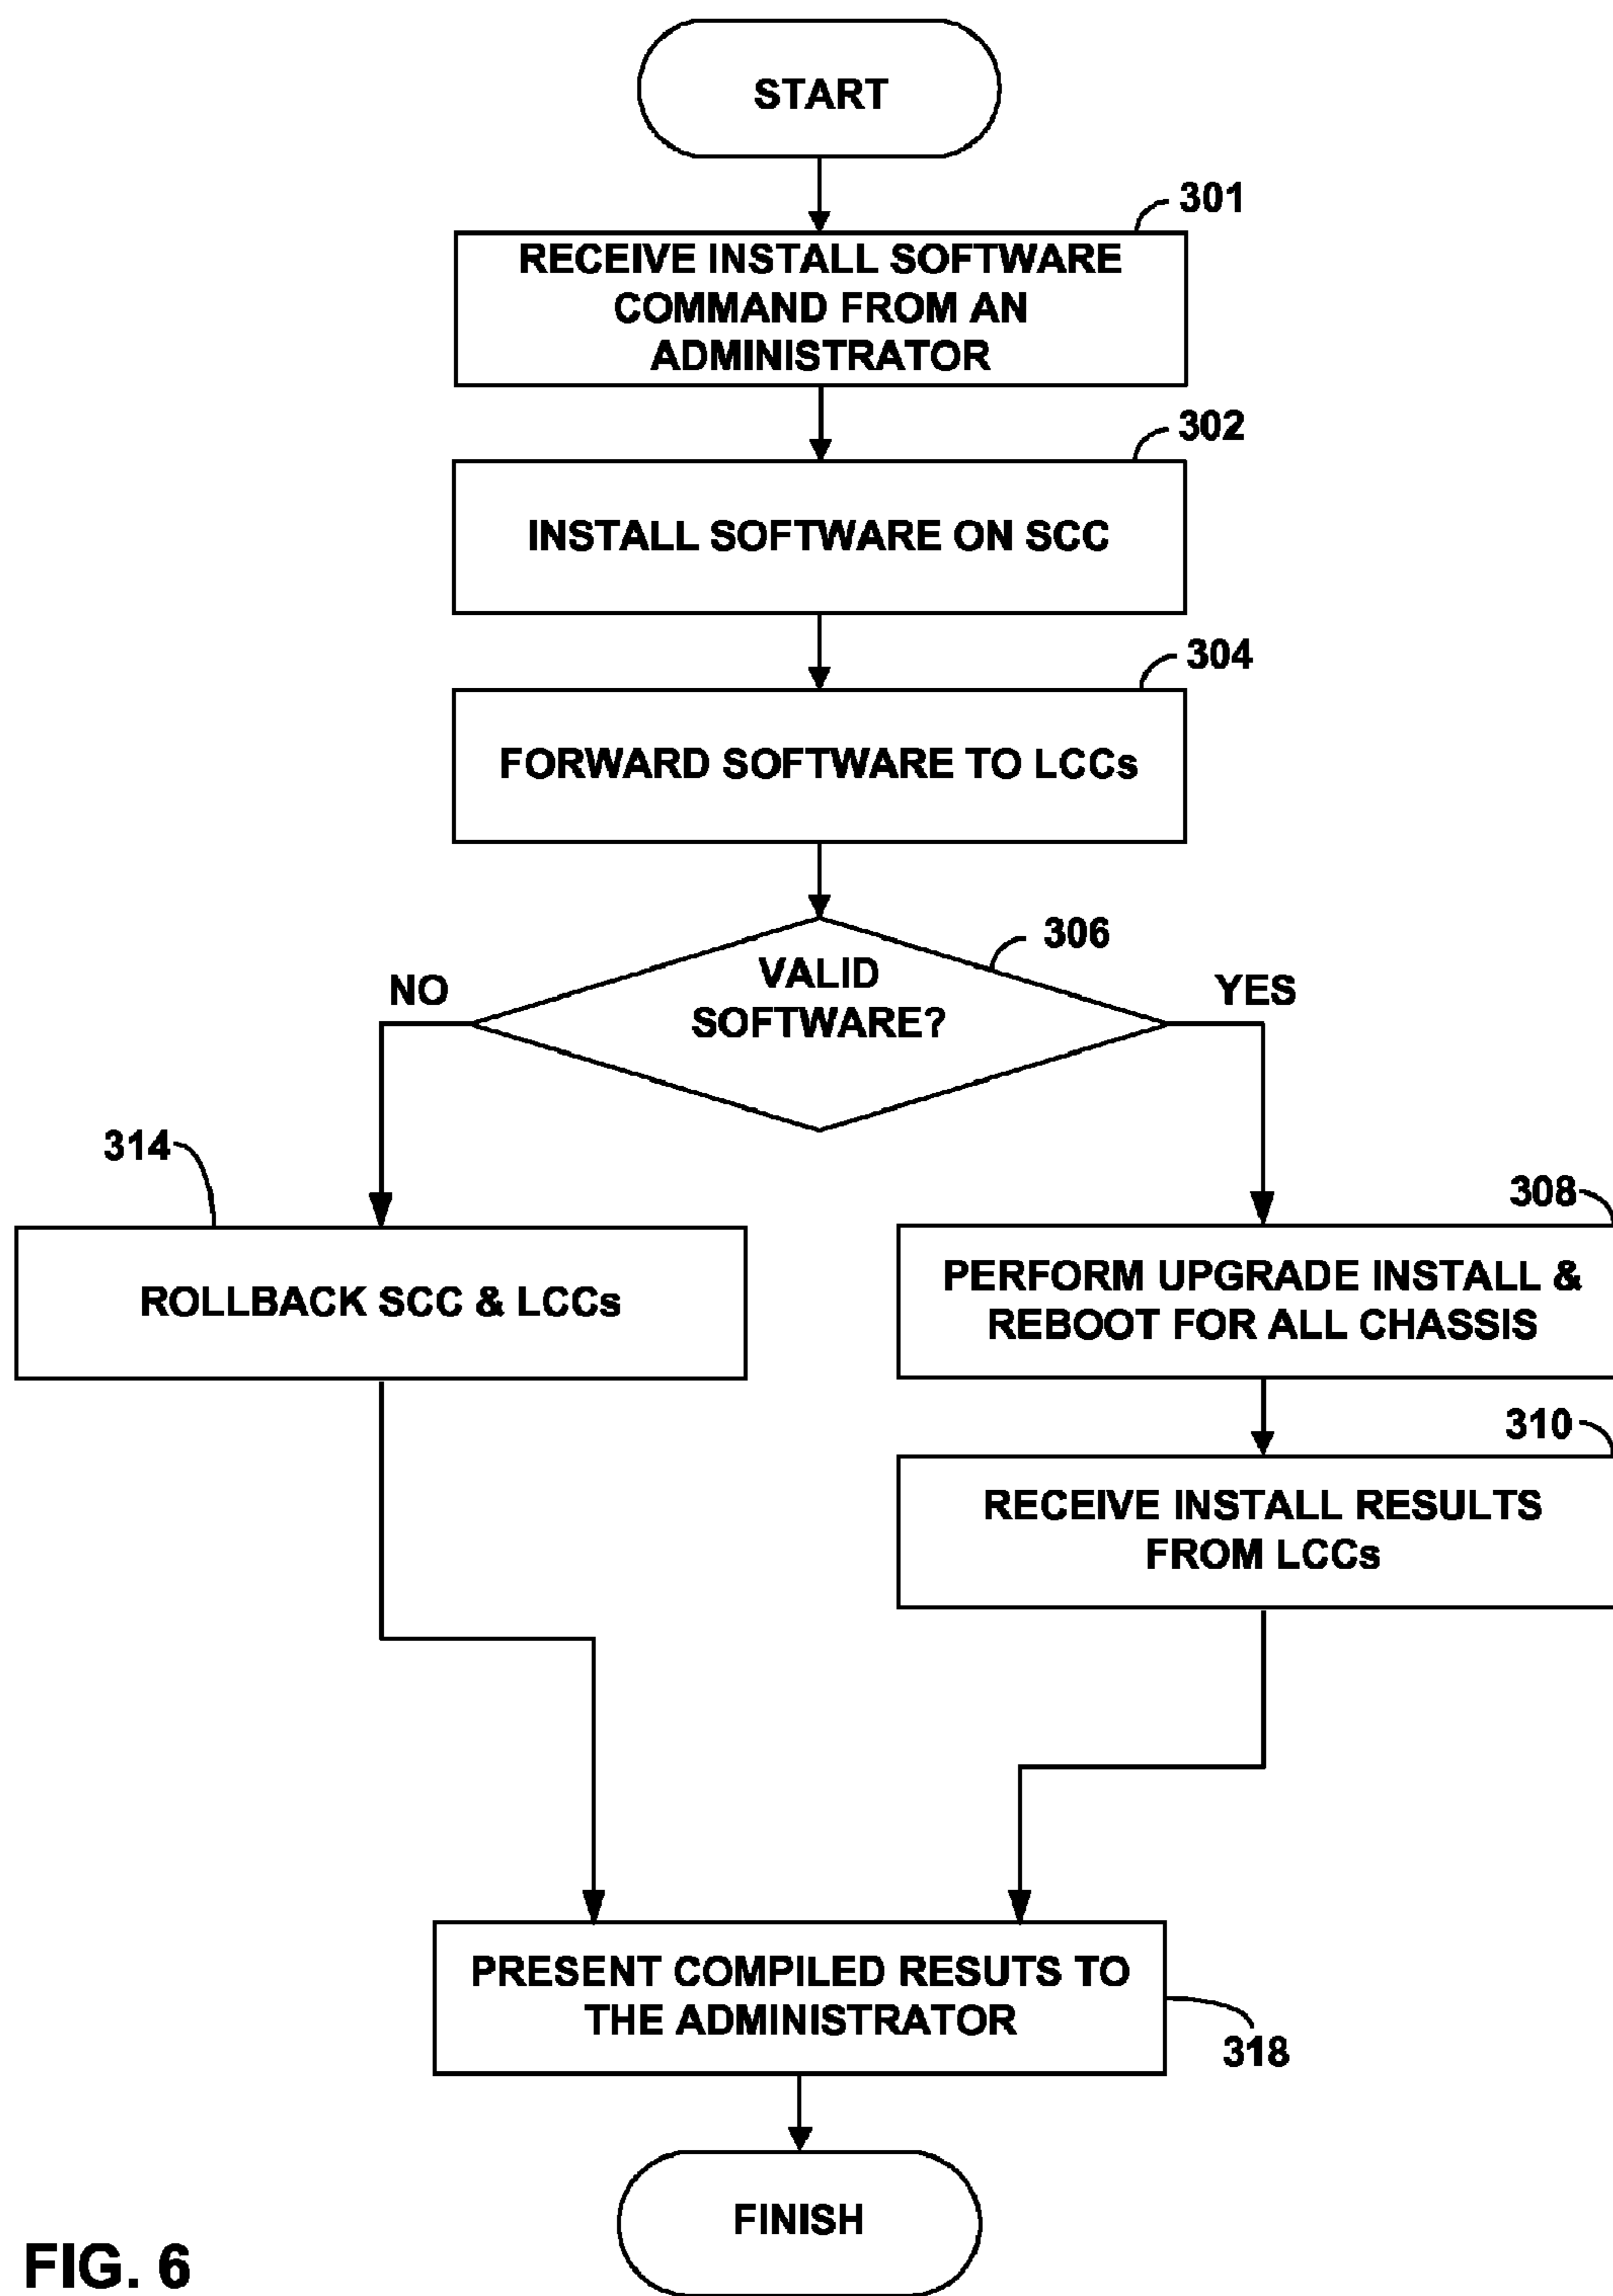 START
301
RECEIVE INSTALL SOFTWARE
COMMAND FROM AN
ADMINISTRATOR
302
INSTALL SOFTWARE ON SCC
304
FORWARD SOFTWARE TO LCCs
306
VALID
SOFTWARE?
NO
YES
314
ROLLBACK SCC & LCCs
308
PERFORM UPGRADE INSTALL &
REBOOT FOR ALL CHASSIS
310
RECEIVE INSTALL RESULTS
FROM LCCs
PRESENT COMPILED RESUTS TO
THE ADMINISTRATOR
318
FINISH
FIG. 6